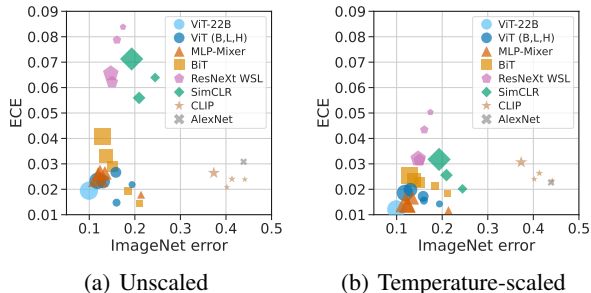 0.09
0.08
0.07
0.06
0.05
0.04
0.03
0.02
0.01
ECE
0.1 0.2 0.3 0.4 0.5
ImageNet error
ViT-22B
ViT (B,L,H)
MLP-Mixer
BiT
ResNeXt WSL
SimCLR
CLIP
AlexNet
(a) Unscaled
0.09
0.08
0.07
0.06
0.05
0.04
0.03
0.02
0.01
ECE
0.1 0.2 0.3 0.4 0.5
ImageNet error
ViT-22B
ViT (B,L,H)
MLP-Mixer
BiT
ResNeXt WSL
SimCLR
CLIP
AlexNet
(b) Temperature-scaled